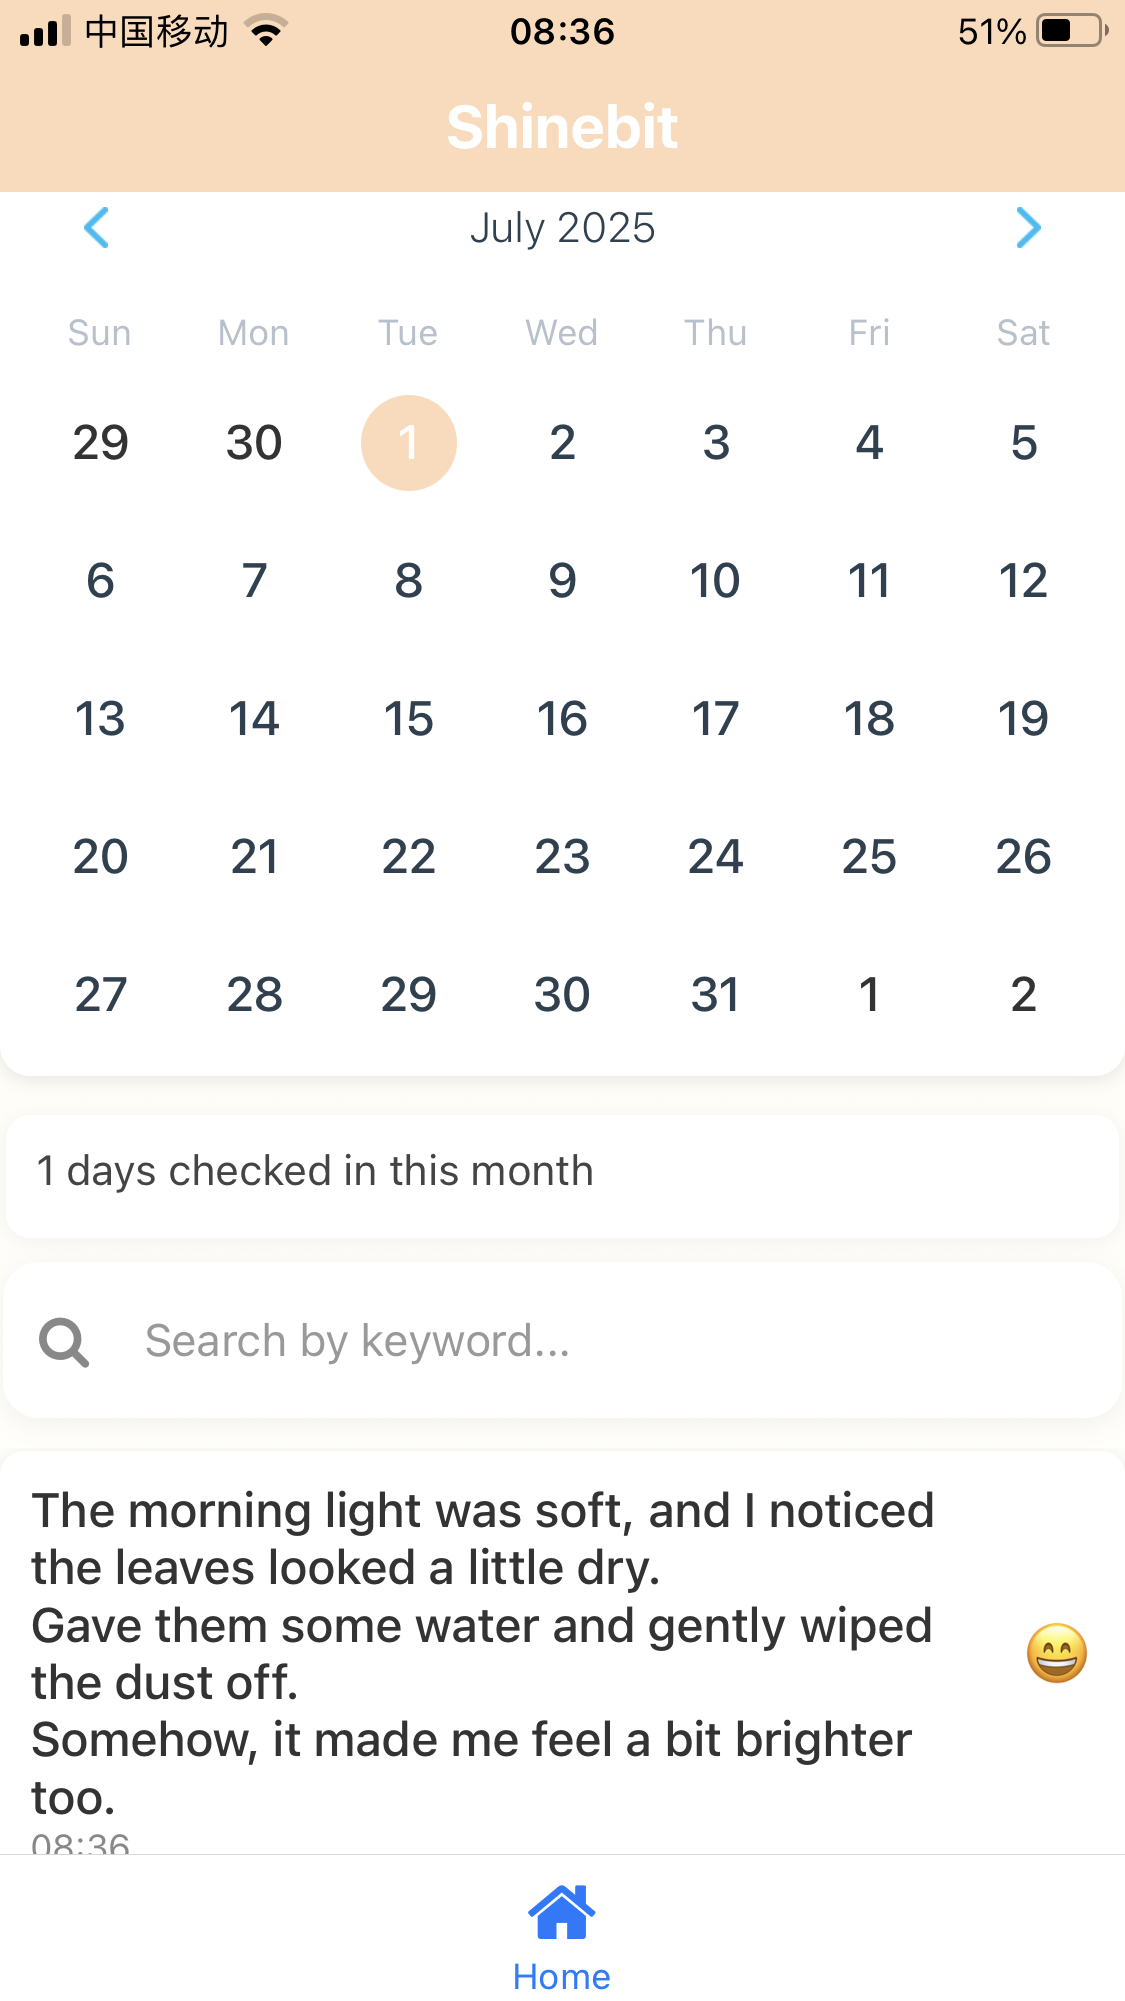 中国移动 08:36 51%
Shinebit
July 2025
Sun Mon Tue Wed Thu Fri Sat
29 30 1 2 3 4 5
6 7 8 9 10 11 12
13 14 15 16 17 18 19
20 21 22 23 24 25 26
27 28 29 30 31 1 2
1 days checked in this month
Search by keyword...
The morning light was soft, and I noticed
the leaves looked a little dry.
Gave them some water and gently wiped
the dust off.
Somehow, it made me feel a bit brighter
too.
08:36
Home